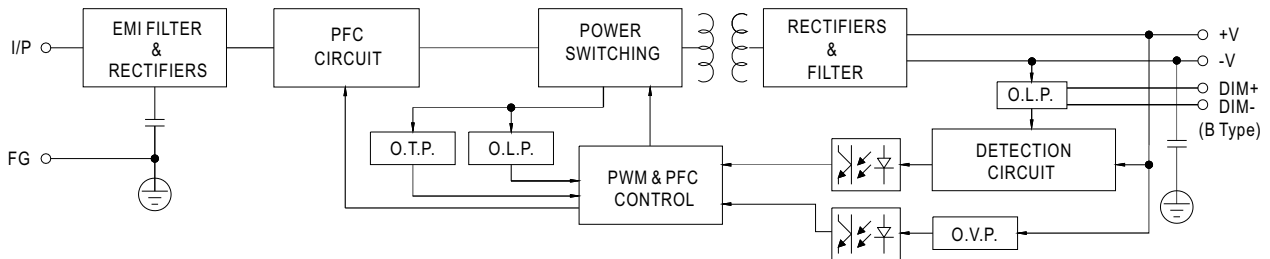 I/P
EMI FILTER
&
RECTIFIERS
PFC
CIRCUIT
POWER
SWITCHING
RECTIFIERS
&
FILTER
+V
-V
O.L.P.
DIM+
DIM-
(B Type)
FG
O.T.P.
O.L.P.
PWM & PFC
CONTROL
DETECTION
CIRCUIT
O.V.P.